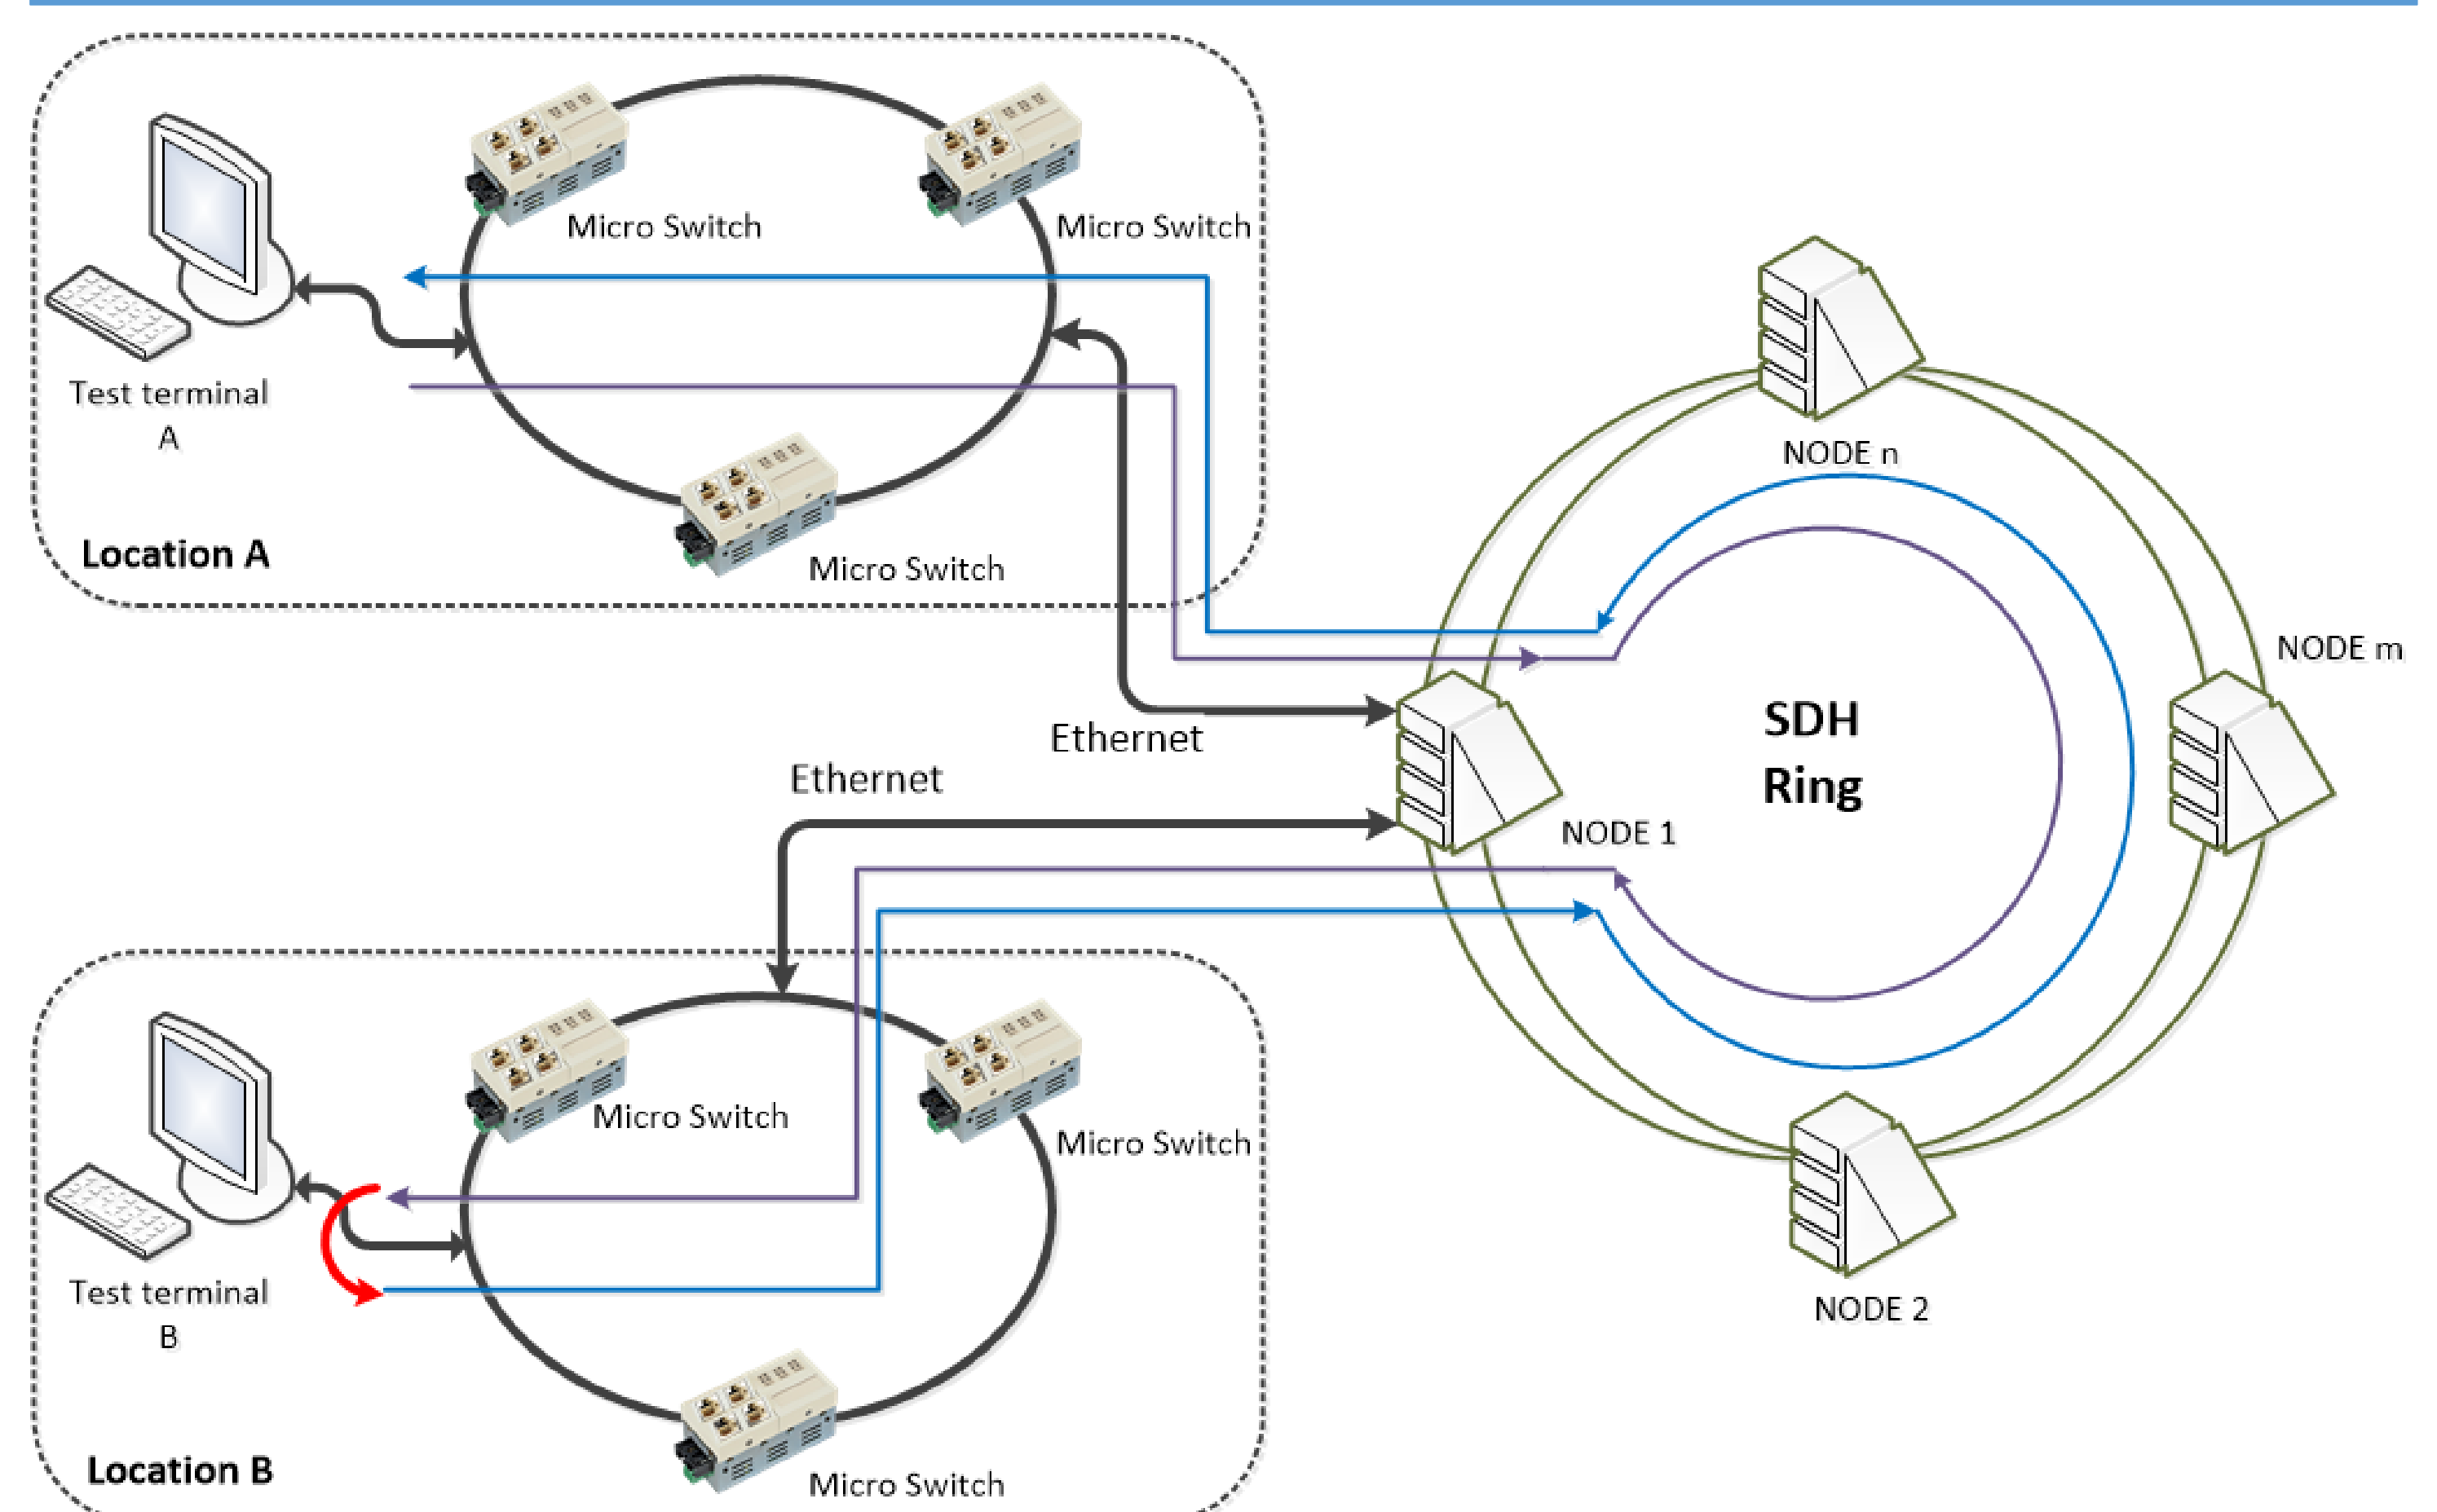 Micro Switch
Micro Switch
Test terminal
A
Micro Switch
Location A
NODE n
NODE m
SDH
Ring
Ethernet
Ethernet
NODE 1
Micro Switch
Micro Switch
Test terminal
B
NODE 2
Location B
Micro Switch